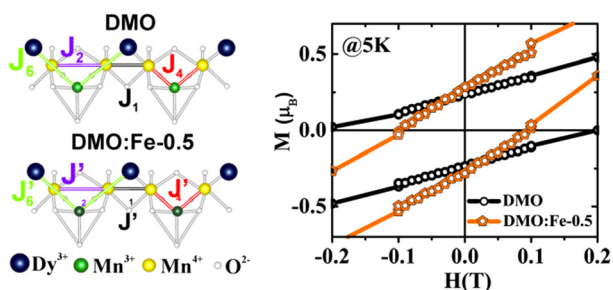 DMO
J₆ J₂ J₄
J₁
DMO:Fe-0.5
J'₆ J' J'₄
2 1
J'
Dy³⁺ Mn³⁺ Mn⁴⁺ O²⁻
@5K
M (μ_B)
0.5
0.0
-0.5
DMO
DMO:Fe-0.5
-0.2 -0.1 0.0 0.1 0.2
H(T)